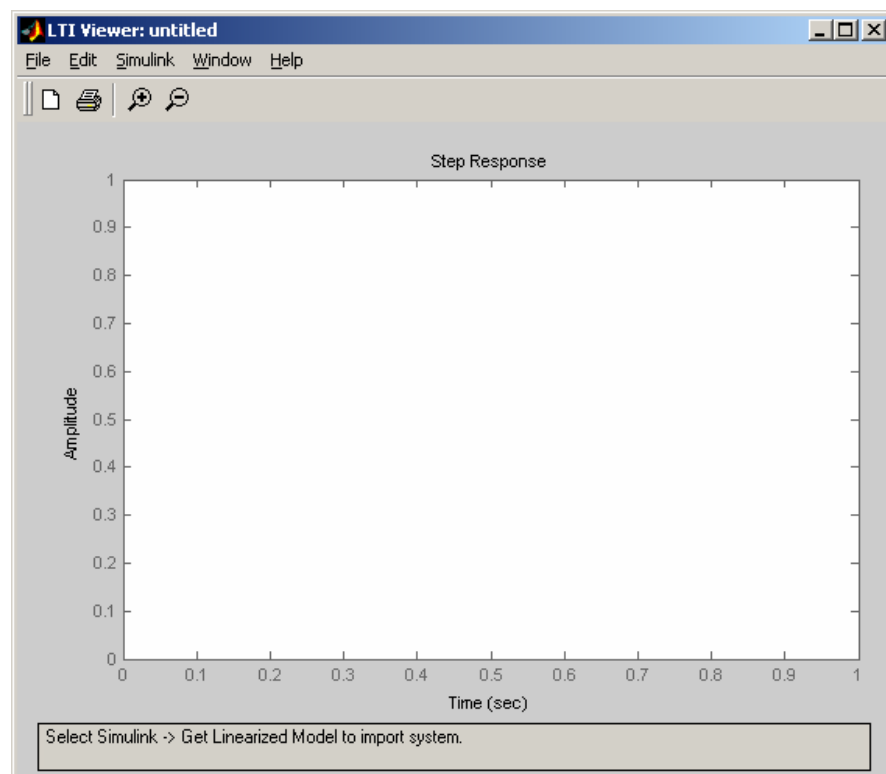 LTI Viewer: untitled
File Edit Simulink Window Help
Step Response
1
0.9
0.8
0.7
0.6
0.5
0.4
0.3
0.2
0.1
0
Amplitude
0 0.1 0.2 0.3 0.4 0.5 0.6 0.7 0.8 0.9 1
Time (sec)
Select Simulink -> Get Linearized Model to import system.